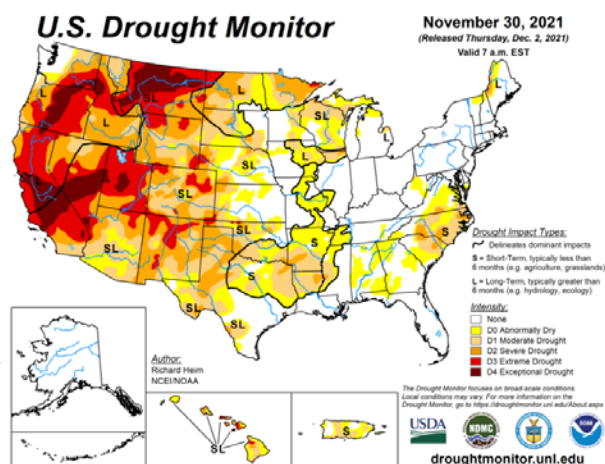 U.S. Drought Monitor
November 30, 2021
(Released Thursday, Dec. 2, 2021)
Valid 7 a.m. EST
L
SL
L
SL
L
L
L
L
SL
SL
SL
SL
S
S
S
SL
SL
Drought Impact Types:
Delineates dominant impacts
S = Short-Term, typically less than
6 months (e.g. agriculture, grasslands)
L = Long-Term, typically greater than
6 months (e.g. hydrology, ecology)
Intensity:
None
D0 Abnormally Dry
D1 Moderate Drought
D2 Severe Drought
D3 Extreme Drought
D4 Exceptional Drought
Author:
Richard Heim
NCEI/NOAA
SL
S
The Drought Monitor focuses on broad-scale conditions.
Local conditions may vary. For more information on the
Drought Monitor, go to https://droughtmonitor.unl.edu/About.aspx
USDA
NDMC
NOAA
droughtmonitor.unl.edu